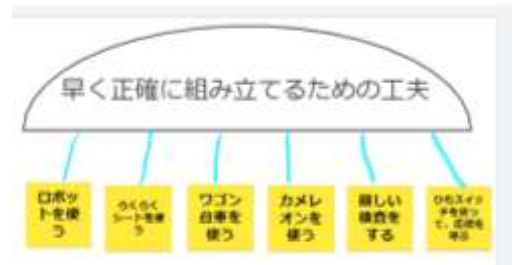 早く正確に組み立てるための工夫
ロボッ
トを使
う
らくらく
シートを使
う
ワゴン
台車を
使う
カメレ
オンを
使う
厳しい
検査を
する
ひもスイッ
チを使っ
て、応援を
呼ぶ